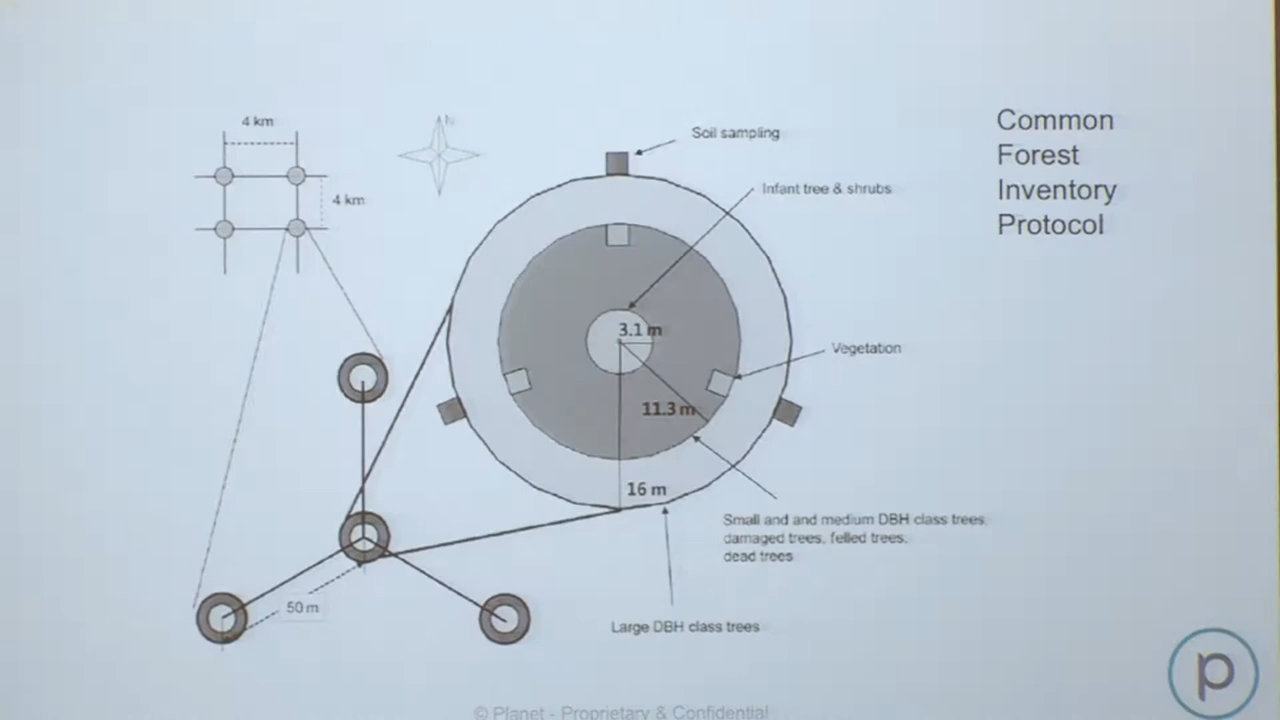 Common
Forest
Inventory
Protocol
4 km
N
4 km
Soil sampling
Infant tree & shrubs
3.1 m
Vegetation
11.3 m
16 m
Small and and medium DBH class trees,
damaged trees, felled trees,
dead trees
50 m
Large DBH class trees
p
© Planet - Proprietary & Confidential